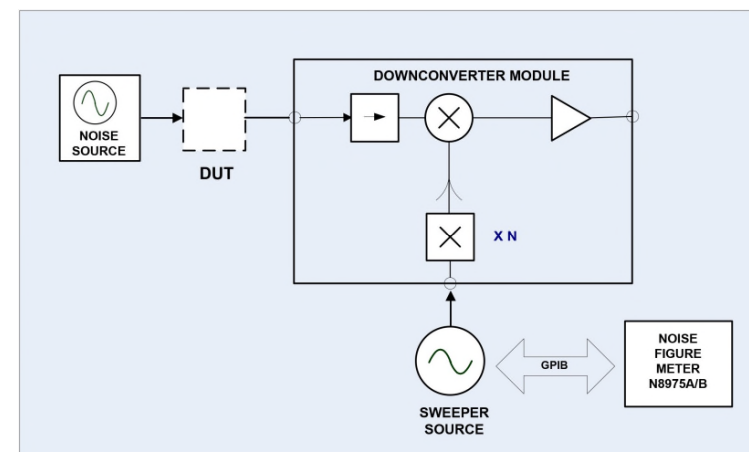 DOWNCONVERTER MODULE
NOISE
SOURCE
DUT
X N
NOISE
FIGURE
METER
N8975A/B
GPIB
SWEEPER
SOURCE